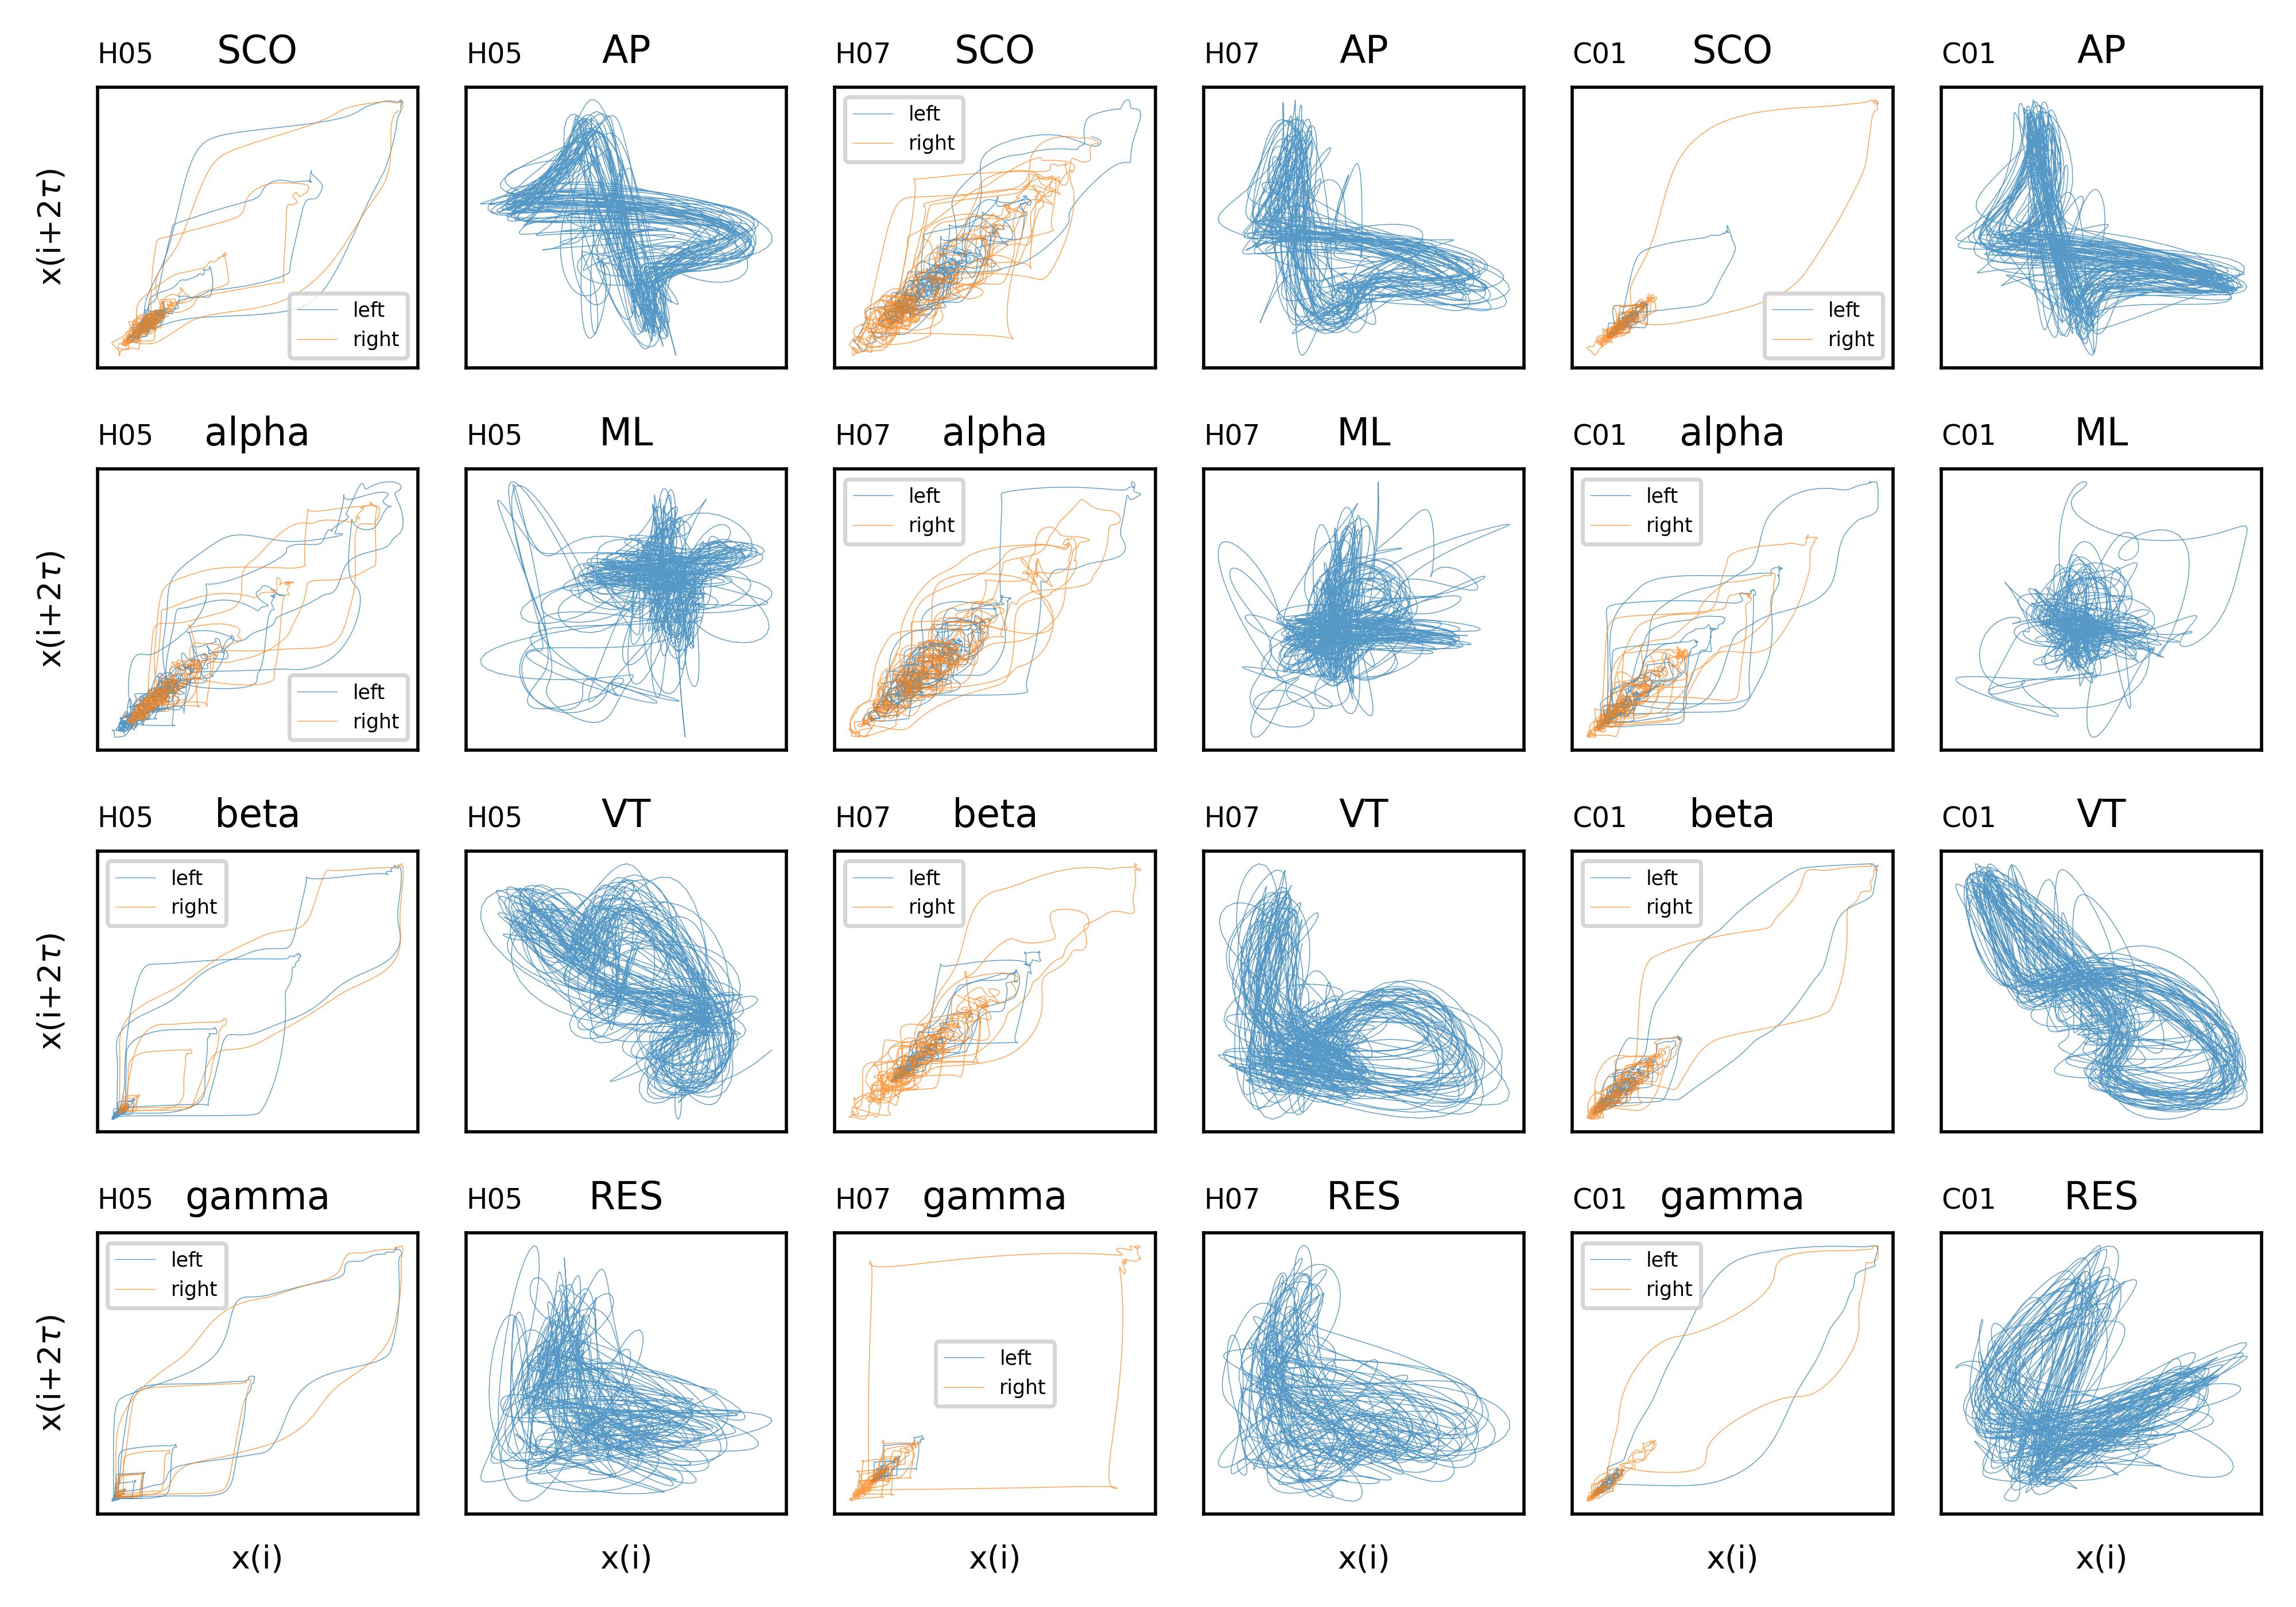 H05 SCO
H05 AP
H07 SCO
H07 AP
C01 SCO
C01 AP
x(i+2τ)
left
right
left
right
left
right
H05 alpha
H05 ML
H07 alpha
H07 ML
C01 alpha
C01 ML
x(i+2τ)
left
right
left
right
left
right
H05 beta
H05 VT
H07 beta
H07 VT
C01 beta
C01 VT
x(i+2τ)
left
right
left
right
left
right
H05 gamma
H05 RES
H07 gamma
H07 RES
C01 gamma
C01 RES
x(i+2τ)
left
right
left
right
left
right
x(i)
x(i)
x(i)
x(i)
x(i)
x(i)